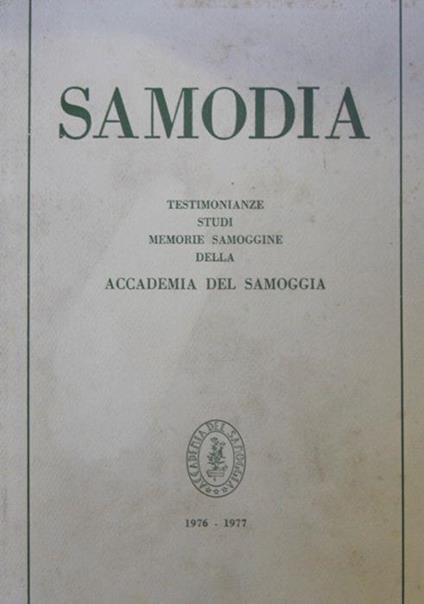 SAMODIA
TESTIMONIANZE
STUDI
MEMORIE SAMOGGINE
DELLA
ACCADEMIA DEL SAMOGGIA
ACCADEMIA DEL SAMOGGIA
1976 - 1977